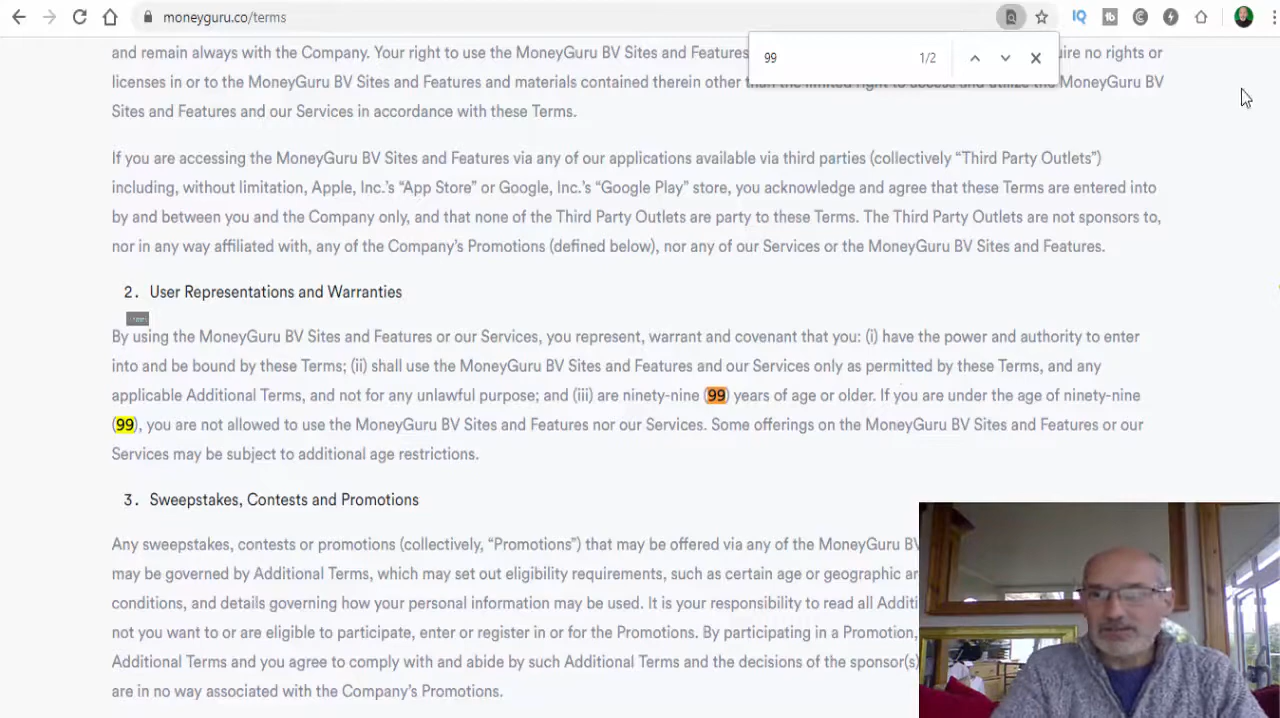 moneyguru.co/terms
99
1/2
and remain always with the Company. Your right to use the MoneyGuru BV Sites and Features
ire no rights or
licenses in or to the MoneyGuru BV Sites and Features and materials contained therein other than the limited right to access and utilize the MoneyGuru BV
Sites and Features and our Services in accordance with these Terms.
If you are accessing the MoneyGuru BV Sites and Features via any of our applications available via third parties (collectively “Third Party Outlets”)
including, without limitation, Apple, Inc.’s “App Store” or Google, Inc.’s “Google Play” store, you acknowledge and agree that these Terms are entered into
by and between you and the Company only, and that none of the Third Party Outlets are party to these Terms. The Third Party Outlets are not sponsors to,
nor in any way affiliated with, any of the Company’s Promotions (defined below), nor any of our Services or the MoneyGuru BV Sites and Features.
2. User Representations and Warranties
By using the MoneyGuru BV Sites and Features or our Services, you represent, warrant and covenant that you: (i) have the power and authority to enter
into and be bound by these Terms; (ii) shall use the MoneyGuru BV Sites and Features and our Services only as permitted by these Terms, and any
applicable Additional Terms, and not for any unlawful purpose; and (iii) are ninety-nine (99) years of age or older. If you are under the age of ninety-nine
(99), you are not allowed to use the MoneyGuru BV Sites and Features nor our Services. Some offerings on the MoneyGuru BV Sites and Features or our
Services may be subject to additional age restrictions.
3. Sweepstakes, Contests and Promotions
Any sweepstakes, contests or promotions (collectively, “Promotions”) that may be offered via any of the MoneyGuru BV
may be governed by Additional Terms, which may set out eligibility requirements, such as certain age or geographic ar
conditions, and details governing how your personal information may be used. It is your responsibility to read all Additi
not you want to or are eligible to participate, enter or register in or for the Promotions. By participating in a Promotion,
Additional Terms and you agree to comply with and abide by such Additional Terms and the decisions of the sponsor(s)
are in no way associated with the Company’s Promotions.